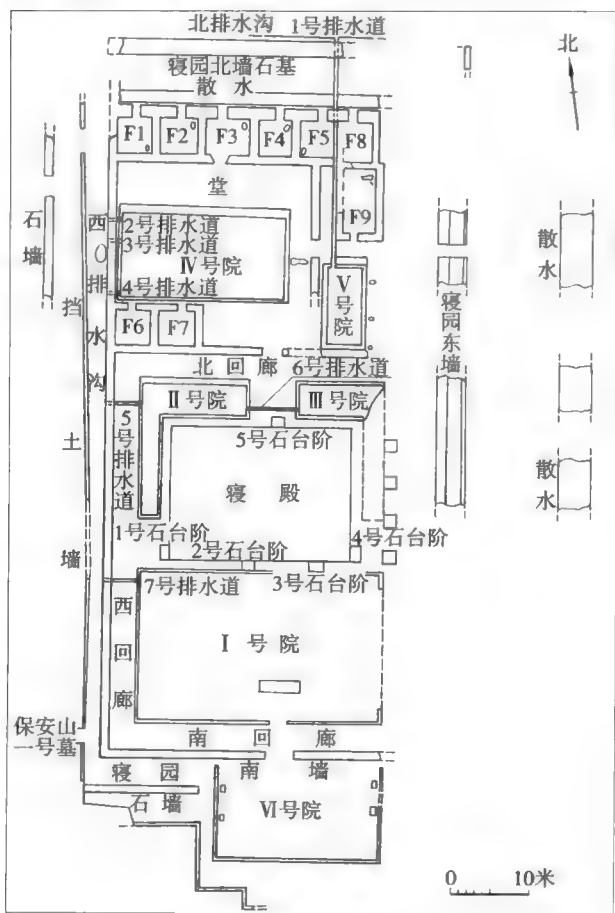 北排水沟 1号排水道
北
寝园北墙石基
散水
F1 F2 F3 F4 F5 F8
堂
F9
石墙
西排水沟
2号排水道
3号排水道
Ⅳ号院
4号排水道
Ⅴ号院
散水
寝园东墙
挡土墙
F6 F7
北回廊
6号排水道
Ⅱ号院
Ⅲ号院
5号排水道
5号石台阶
寝殿
散水
1号石台阶
2号石台阶
4号石台阶
7号排水道
3号石台阶
西回廊
Ⅰ号院
保安山
一号墓
南回廊
寝园南墙
石墙
Ⅵ号院
0 10米